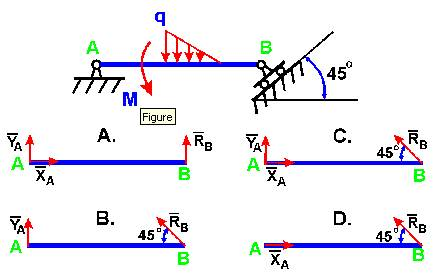 q
A B
M 45°
Figure
A. C.
Y̅A R̅B Y̅A R̅B
45°
A X̅A B A X̅A B
B. D.
Y̅A R̅B R̅B
45° 45°
A B A X̅A B